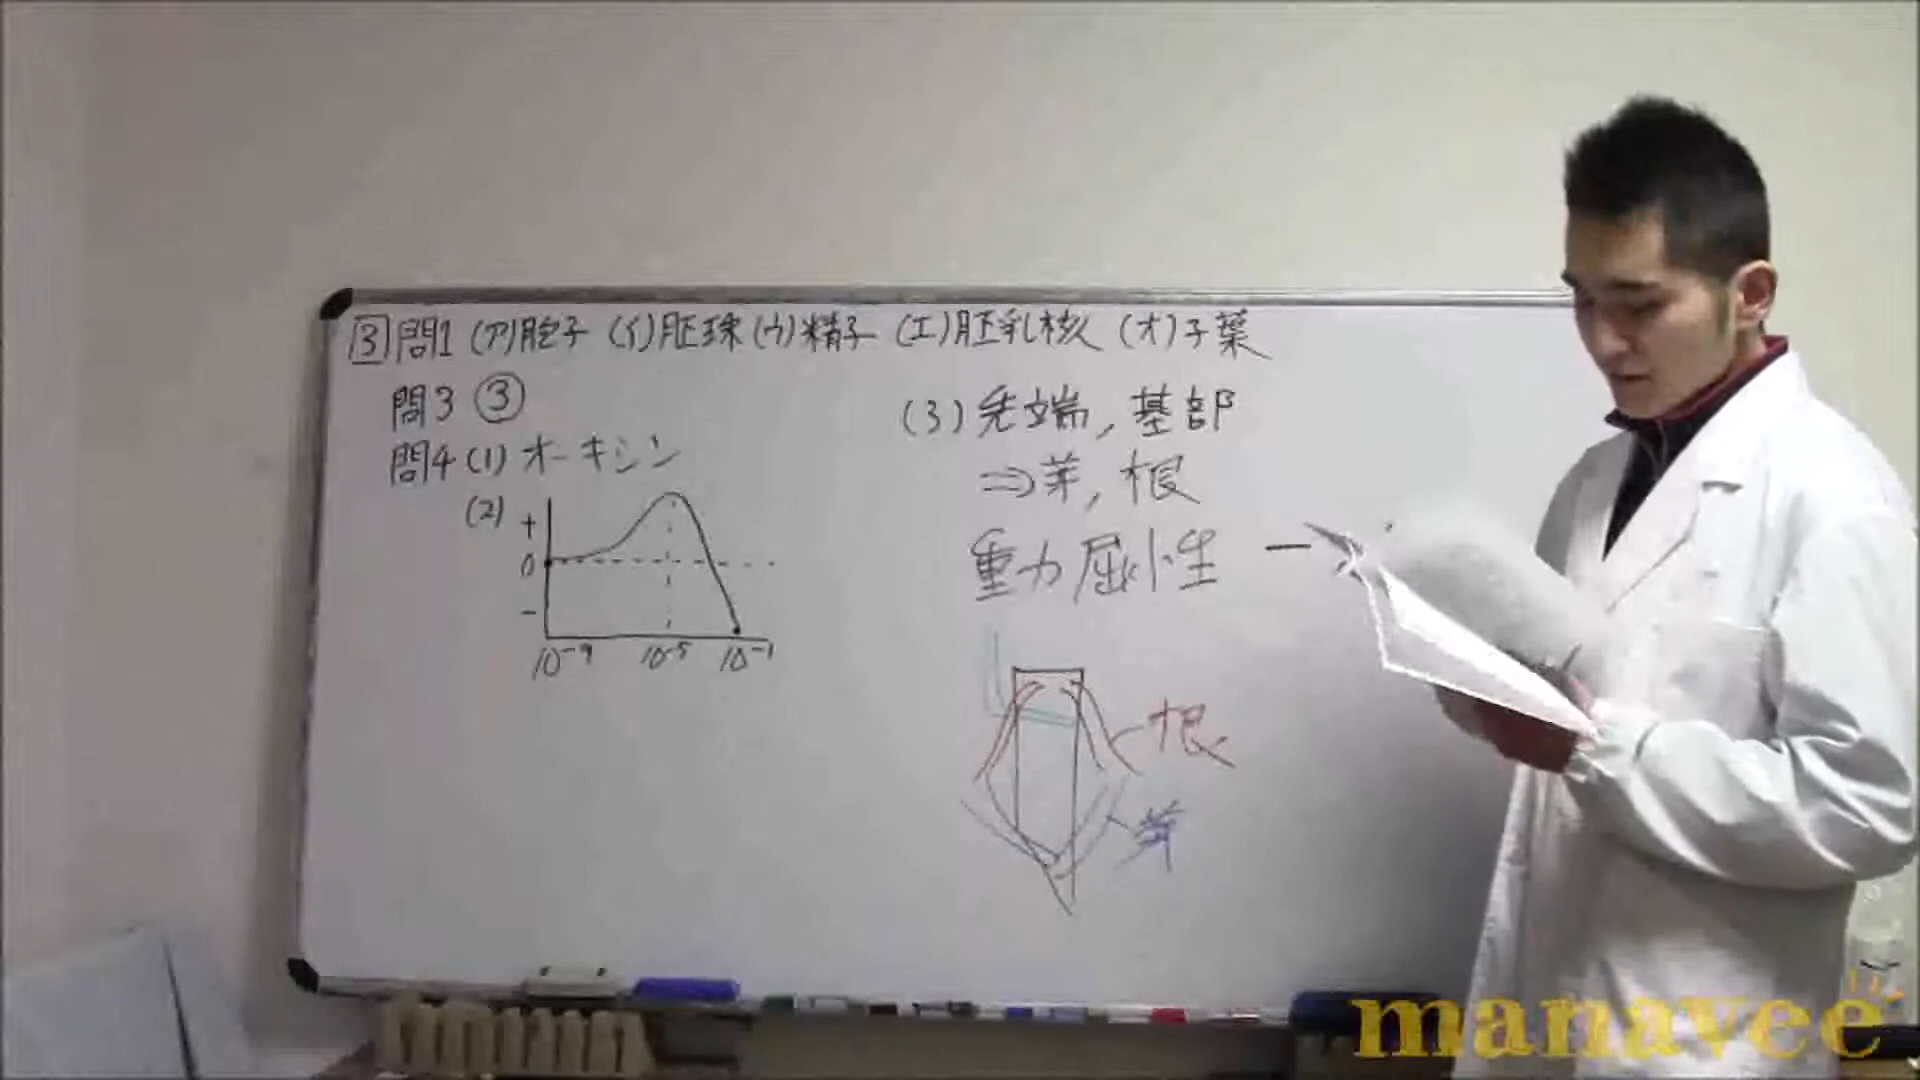 3 問1 (ア)胞子 (イ)胚珠 (ウ)精子 (エ)胚乳核 (オ)子葉
問3 ③
問4 (1) オーキシン
(2)
+
0
-
10⁻⁹ 10⁻⁵ 10⁻¹
(3) 先端, 基部
⇒芽, 根
重力屈性
根
芽
manavee